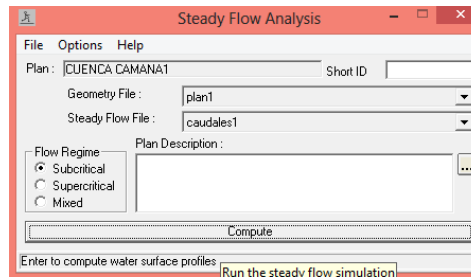 Steady Flow Analysis
File Options Help
Plan : CUENCA CAMANA1 Short ID
Geometry File : plan1
Steady Flow File : caudales1
Flow Regime Plan Description :
Subcritical
Supercritical
Mixed
...
Compute
Enter to compute water surface profiles
Run the steady flow simulation